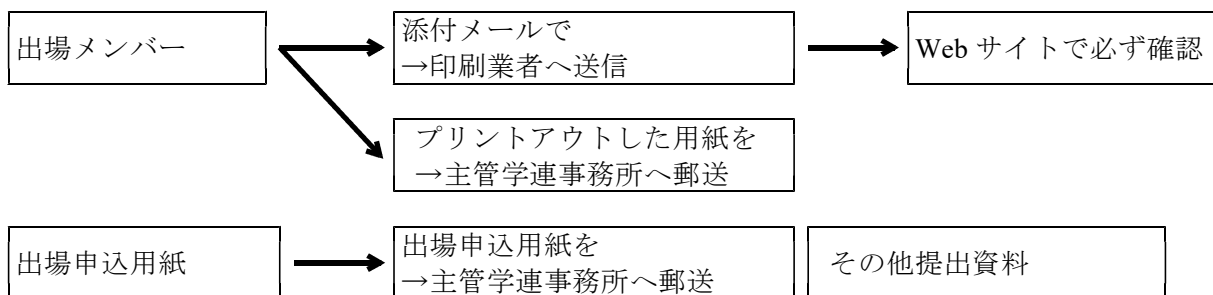 出場メンバー
添付メールで
→印刷業者へ送信
Web サイトで必ず確認
プリントアウトした用紙を
→主管学連事務所へ郵送
出場申込用紙
出場申込用紙を
→主管学連事務所へ郵送
その他提出資料